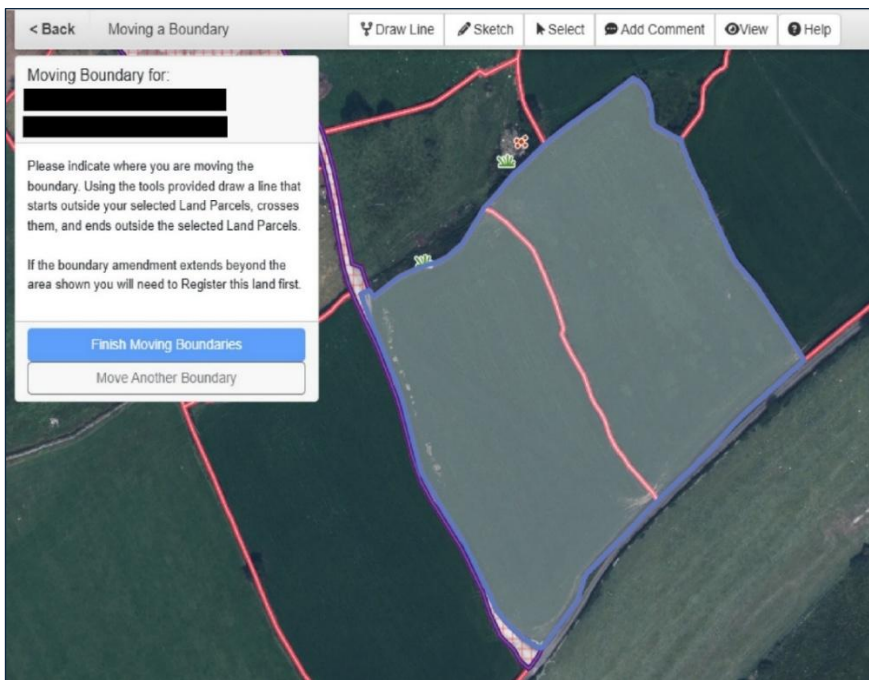 < Back Moving a Boundary Draw Line Sketch Select Add Comment View Help
Moving Boundary for:
Please indicate where you are moving the
boundary. Using the tools provided draw a line that
starts outside your selected Land Parcels, crosses
them, and ends outside the selected Land Parcels.
If the boundary amendment extends beyond the
area shown you will need to Register this land first.
Finish Moving Boundaries
Move Another Boundary